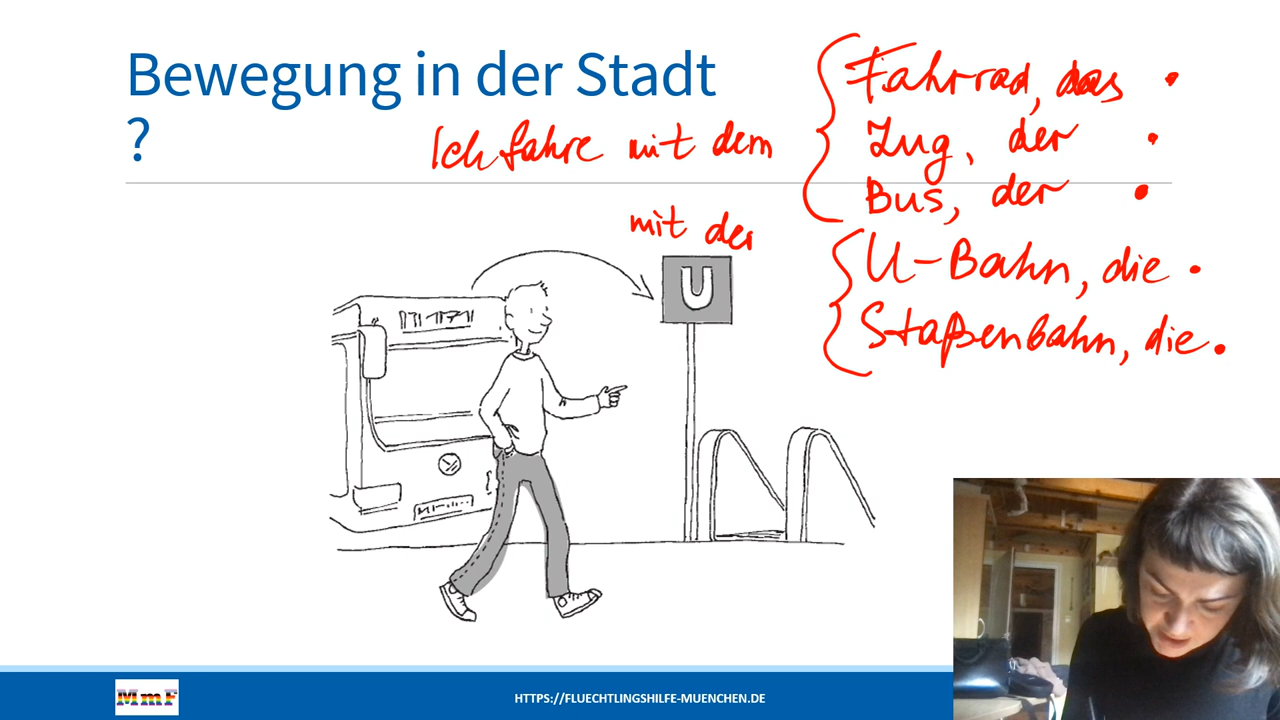 Bewegung in der Stadt
?
Ich fahre mit dem
Fahrrad, das
Zug, der
Bus, der
mit der
U-Bahn, die
Staßenbahn, die
U
MmF
HTTPS://FLUECHTLINGSHILFE-MUENCHEN.DE